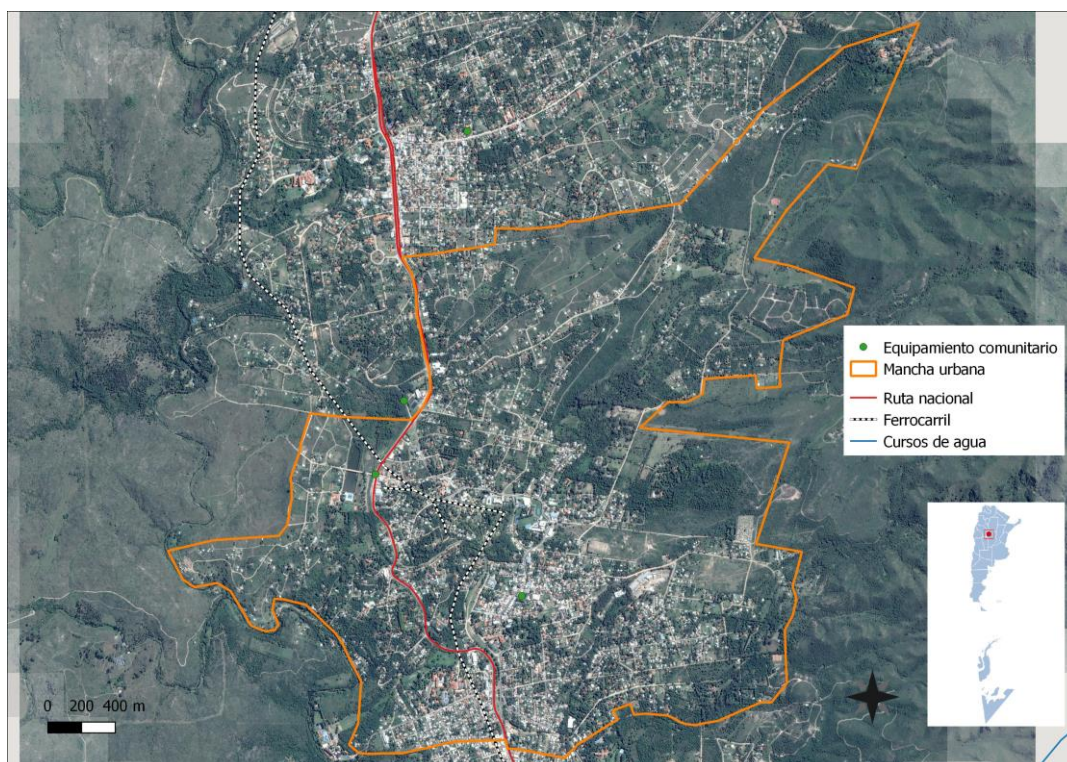 Equipamiento comunitario
Mancha urbana
Ruta nacional
Ferrocarril
Cursos de agua
0 200 400 m